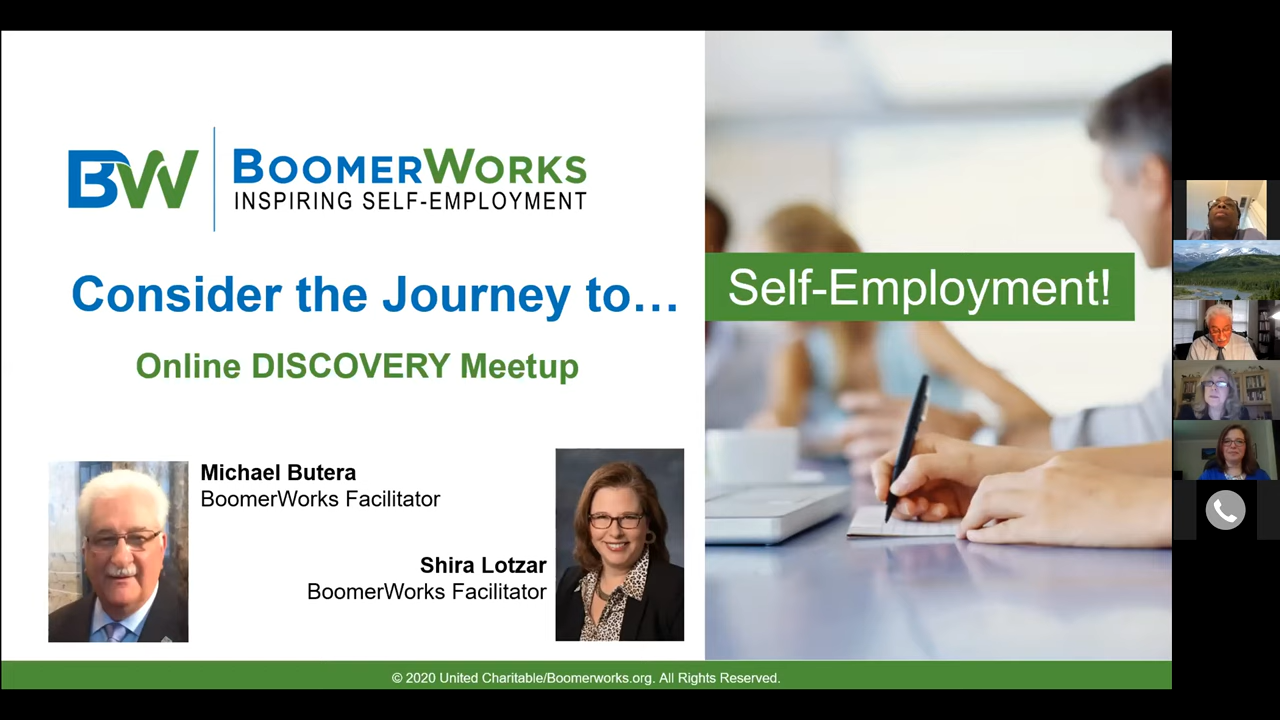 BW
BOOMERWORKS
INSPIRING SELF-EMPLOYMENT
Consider the Journey to…
Self-Employment!
Online DISCOVERY Meetup
Michael Butera
BoomerWorks Facilitator
Shira Lotzar
BoomerWorks Facilitator
© 2020 United Charitable/Boomerworks.org. All Rights Reserved.